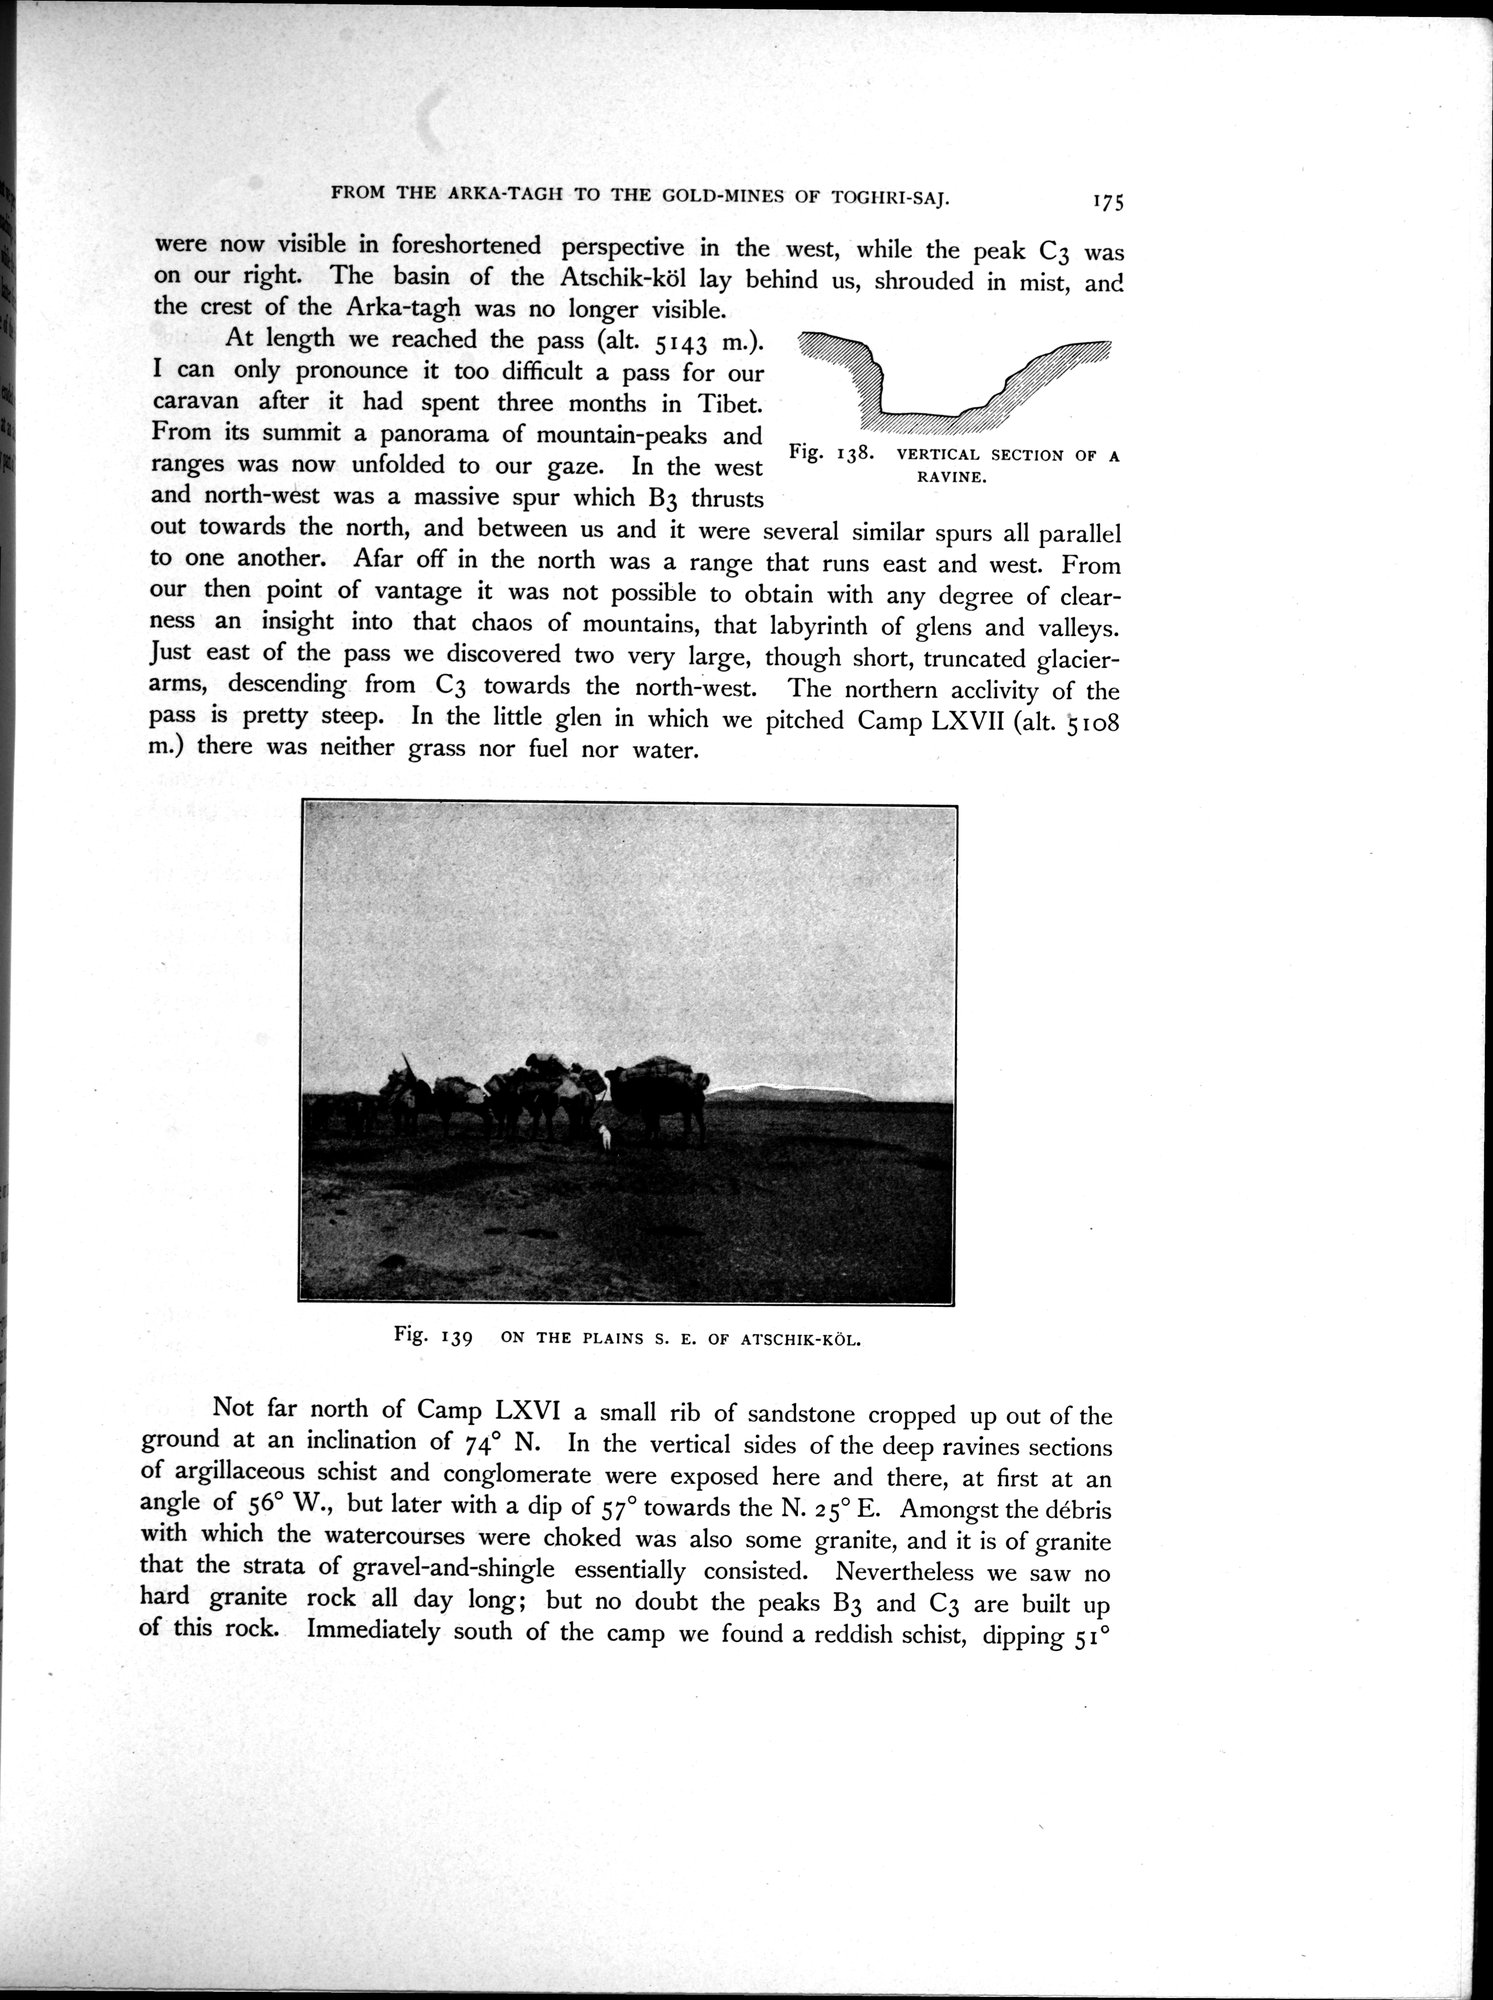 FROM THE ARKA-TAGH TO THE GOLD-MINES OF TOGHRI-SAJ. 175
were now visible in foreshortened perspective in the west, while the peak C3 was
on our right. The basin of the Atschik-köl lay behind us, shrouded in mist, and
the crest of the Arka-tagh was no longer visible.
At length we reached the pass (alt. 5143 m.).
I can only pronounce it too difficult a pass for our
caravan after it had spent three months in Tibet.
From its summit a panorama of mountain-peaks and
ranges was now unfolded to our gaze. In the west
and north-west was a massive spur which B3 thrusts
Fig. 138. VERTICAL SECTION OF A
RAVINE.
out towards the north, and between us and it were several similar spurs all parallel
to one another. Afar off in the north was a range that runs east and west. From
our then point of vantage it was not possible to obtain with any degree of clear-
ness an insight into that chaos of mountains, that labyrinth of glens and valleys.
Just east of the pass we discovered two very large, though short, truncated glacier-
arms, descending from C3 towards the north-west. The northern acclivity of the
pass is pretty steep. In the little glen in which we pitched Camp LXVII (alt. 5108
m.) there was neither grass nor fuel nor water.
Fig. 139 ON THE PLAINS S. E. OF ATSCHIK-KÖL.
Not far north of Camp LXVI a small rib of sandstone cropped up out of the
ground at an inclination of 74° N. In the vertical sides of the deep ravines sections
of argillaceous schist and conglomerate were exposed here and there, at first at an
angle of 56° W., but later with a dip of 57° towards the N. 25° E. Amongst the débris
with which the watercourses were choked was also some granite, and it is of granite
that the strata of gravel-and-shingle essentially consisted. Nevertheless we saw no
hard granite rock all day long; but no doubt the peaks B3 and C3 are built up
of this rock. Immediately south of the camp we found a reddish schist, dipping 51°